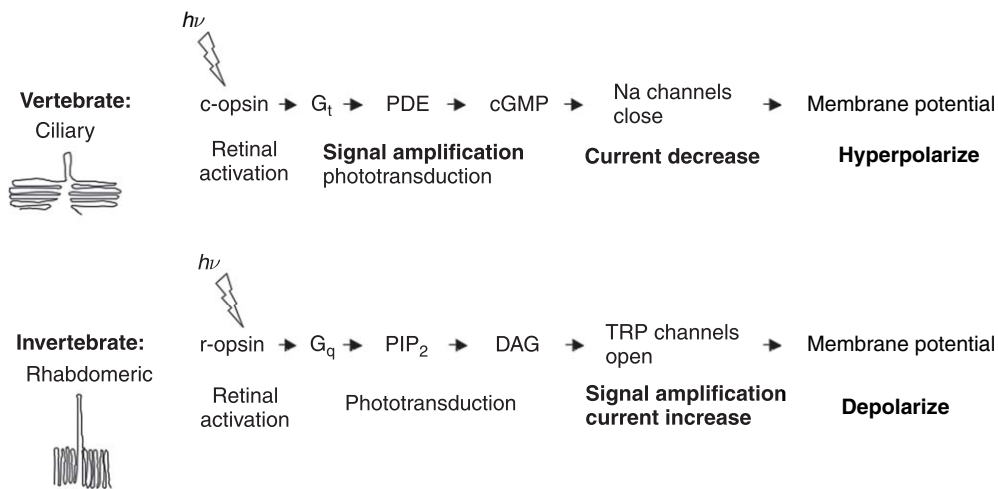 hν
Vertebrate:
Ciliary
c-opsin → Gt → PDE → cGMP → Na channels close → Membrane potential
Retinal activation
Signal amplification
phototransduction
Current decrease
Hyperpolarize
hν
Invertebrate:
Rhabdomeric
r-opsin → Gq → PIP2 → DAG → TRP channels open → Membrane potential
Retinal activation
Phototransduction
Signal amplification
current increase
Depolarize